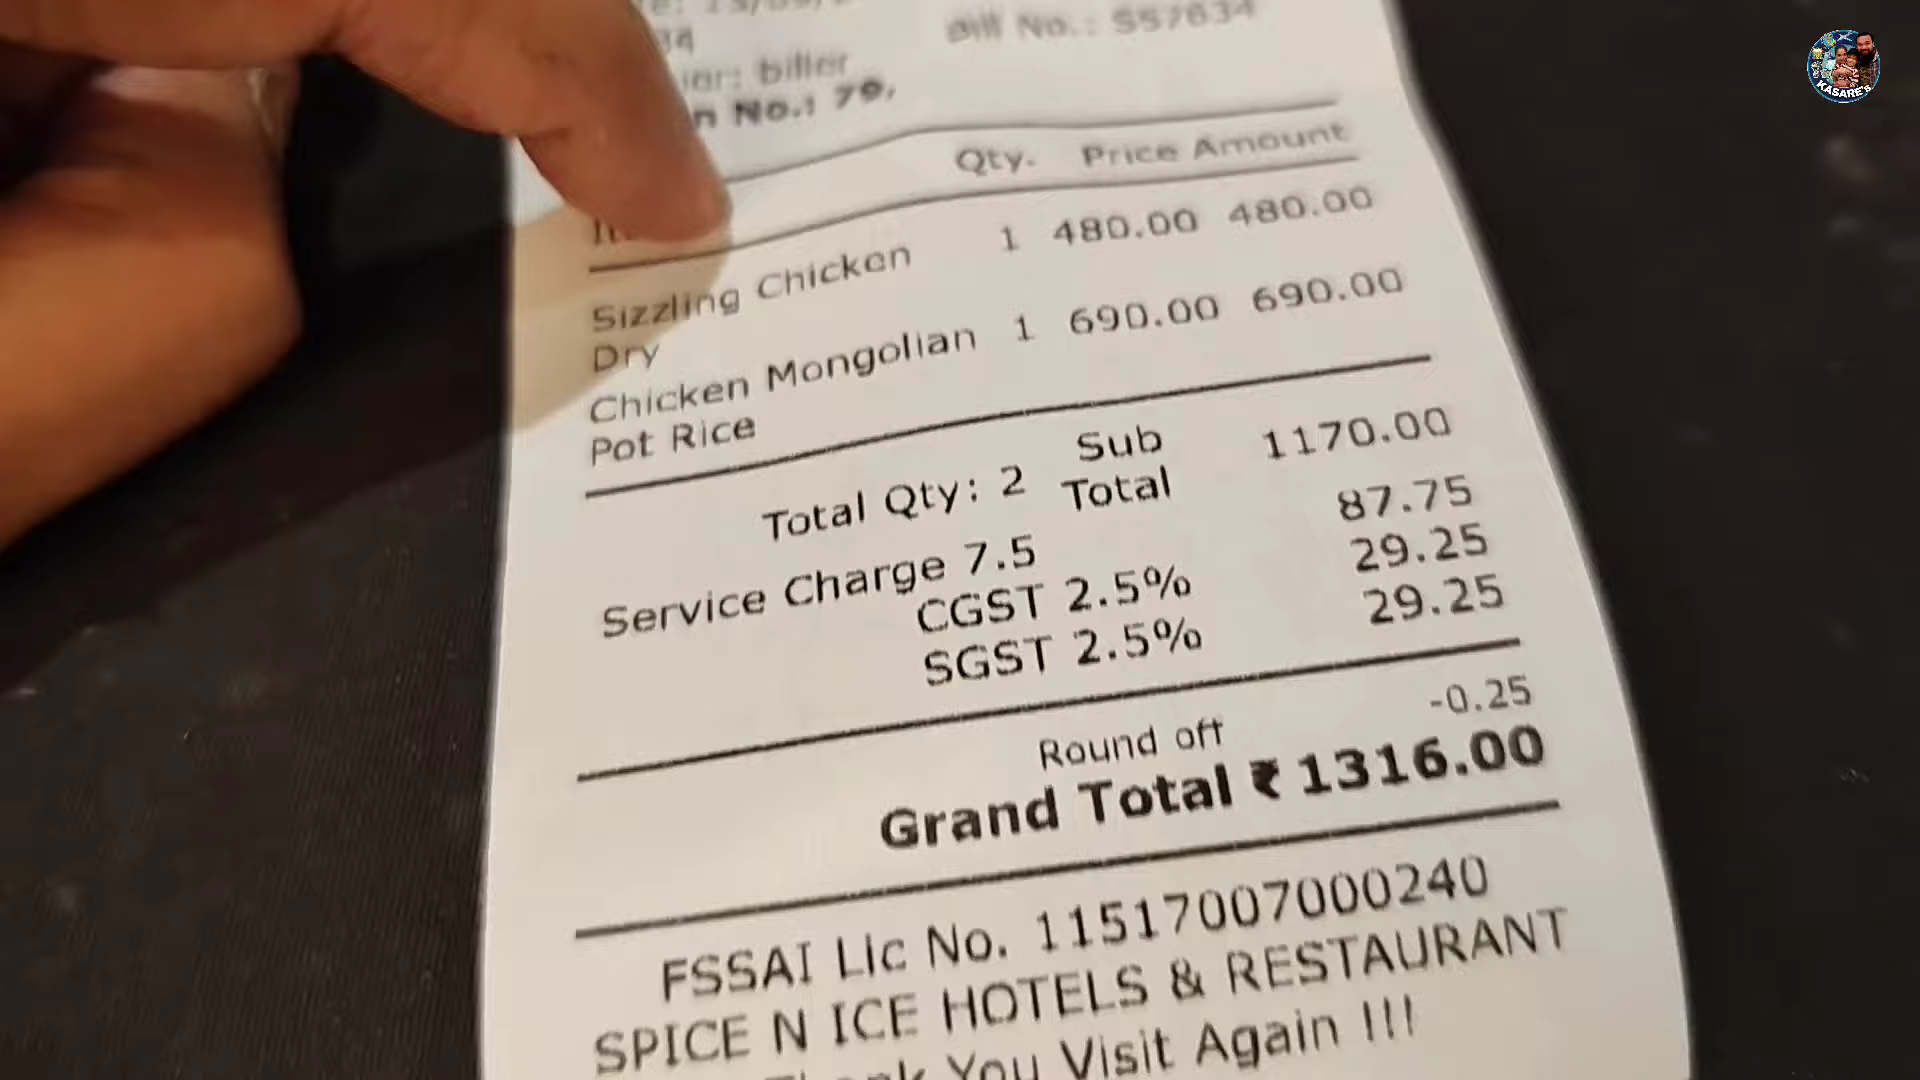 Bill No.: S57634
biller
No.: 79,
Qty. Price Amount
Sizzling Chicken 1 480.00 480.00
Dry
Chicken Mongolian 1 690.00 690.00
Pot Rice
Total Qty: 2 Sub Total 1170.00
Service Charge 7.5 87.75
CGST 2.5% 29.25
SGST 2.5% 29.25
Round off -0.25
Grand Total ₹ 1316.00
FSSAI Lic No. 11517007000240
SPICE N ICE HOTELS & RESTAURANT
You Visit Again !!!
KASARE's